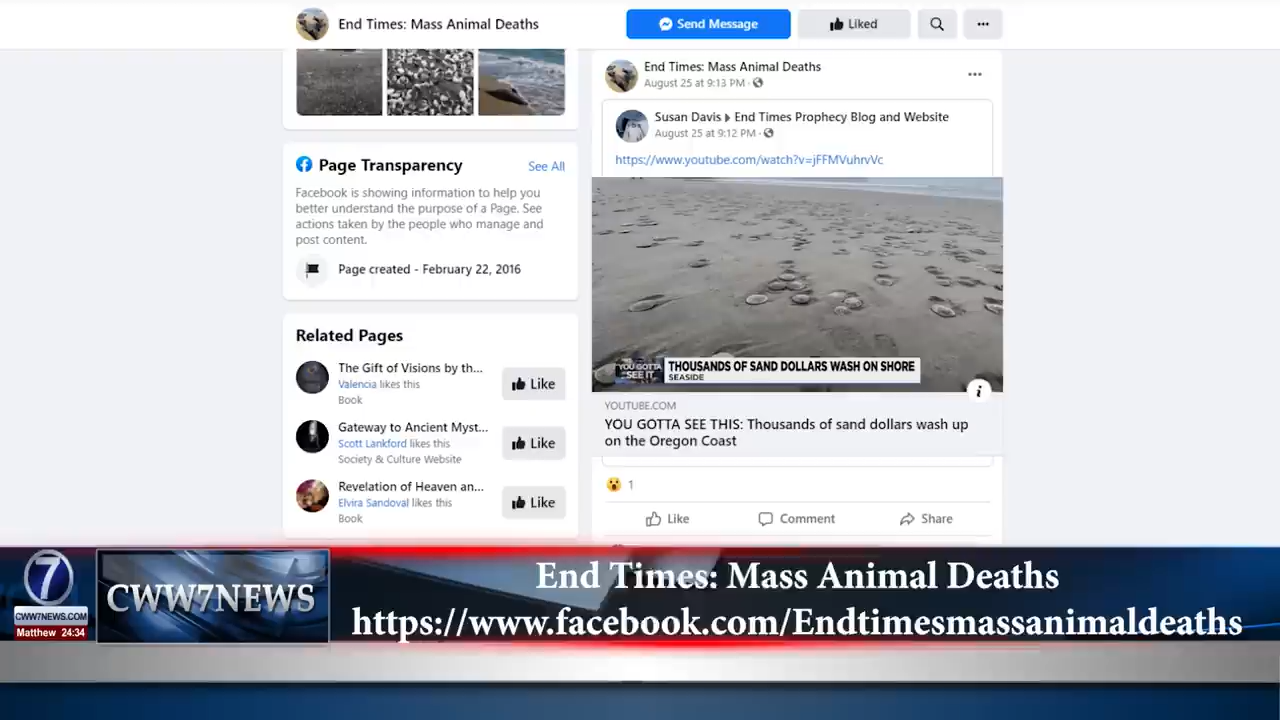 End Times: Mass Animal Deaths
Send Message
Liked
Page Transparency
See All
Facebook is showing information to help you
better understand the purpose of a Page. See
actions taken by the people who manage and
post content.
Page created - February 22, 2016
Related Pages
The Gift of Visions by th...
Valencia likes this
Book
Like
Gateway to Ancient Myst...
Scott Lankford likes this
Society & Culture Website
Like
Revelation of Heaven an...
Elvira Sandoval likes this
Book
Like
End Times: Mass Animal Deaths
August 25 at 9:13 PM ·
Susan Davis ▸ End Times Prophecy Blog and Website
August 25 at 9:12 PM ·
https://www.youtube.com/watch?v=jFFMVuhrvVc
YOU GOTTA
SEE IT
THOUSANDS OF SAND DOLLARS WASH ON SHORE
SEASIDE
YOUTUBE.COM
YOU GOTTA SEE THIS: Thousands of sand dollars wash up
on the Oregon Coast
1
Like
Comment
Share
7
CWW7NEWS.COM
Matthew 24:34
CWW7NEWS
End Times: Mass Animal Deaths
https://www.facebook.com/Endtimesmassanimaldeaths